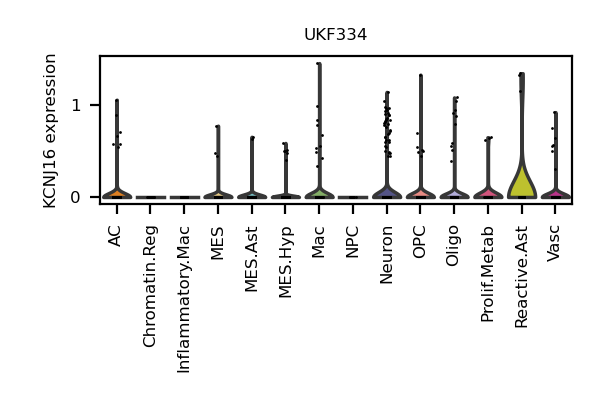 UKF334
KCNJ16 expression
1
0
AC
Chromatin.Reg
Inflammatory.Mac
MES
MES.Ast
MES.Hyp
Mac
NPC
Neuron
OPC
Oligo
Prolif.Metab
Reactive.Ast
Vasc